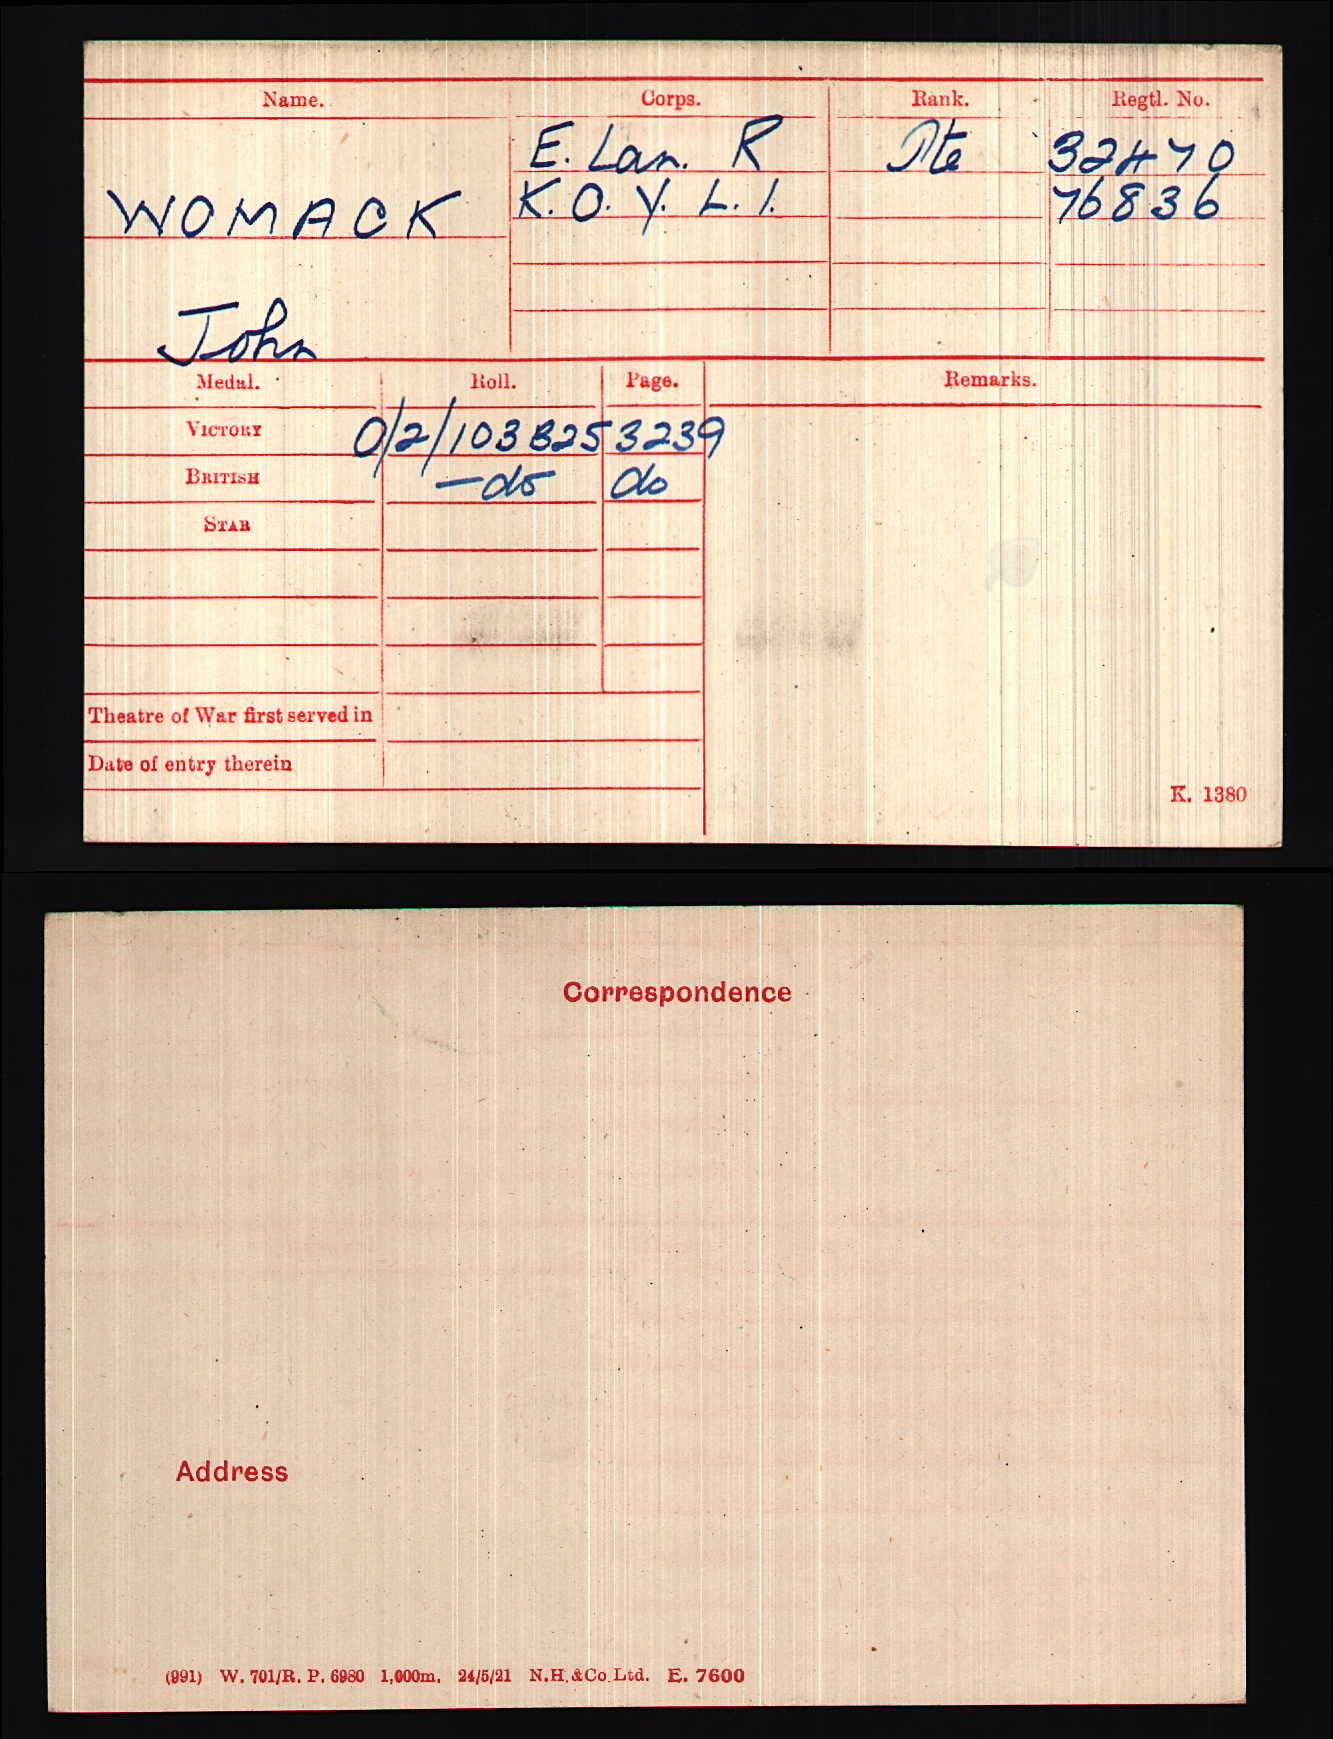 Name. Corps. Rank. Regtl. No.
E. Lan. R Pte 32470
WOMACK K. O. Y. L. I. 76836
John
Medal. Roll. Page. Remarks.
VICTORY O/2/103B25 3239
BRITISH —do do
STAR
Theatre of War first served in
Date of entry therein
K. 1380
Correspondence
Address
(991) W. 701/R. P. 6980 1,000m. 24/5/21 N.H. & Co. Ltd. E. 7600